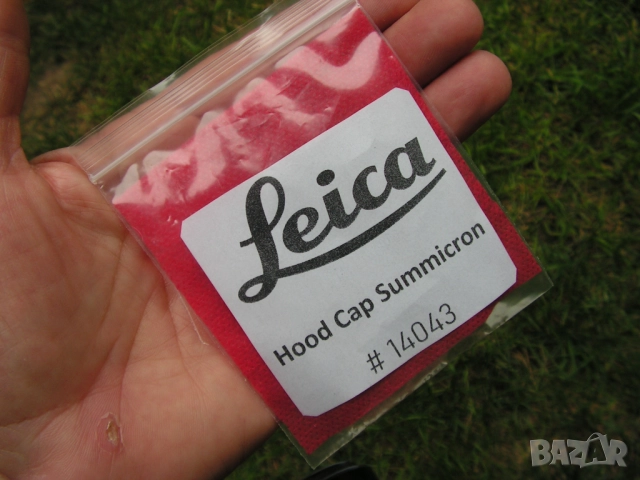 Leica
Hood Cap Summicron
# 14043
BAZAR